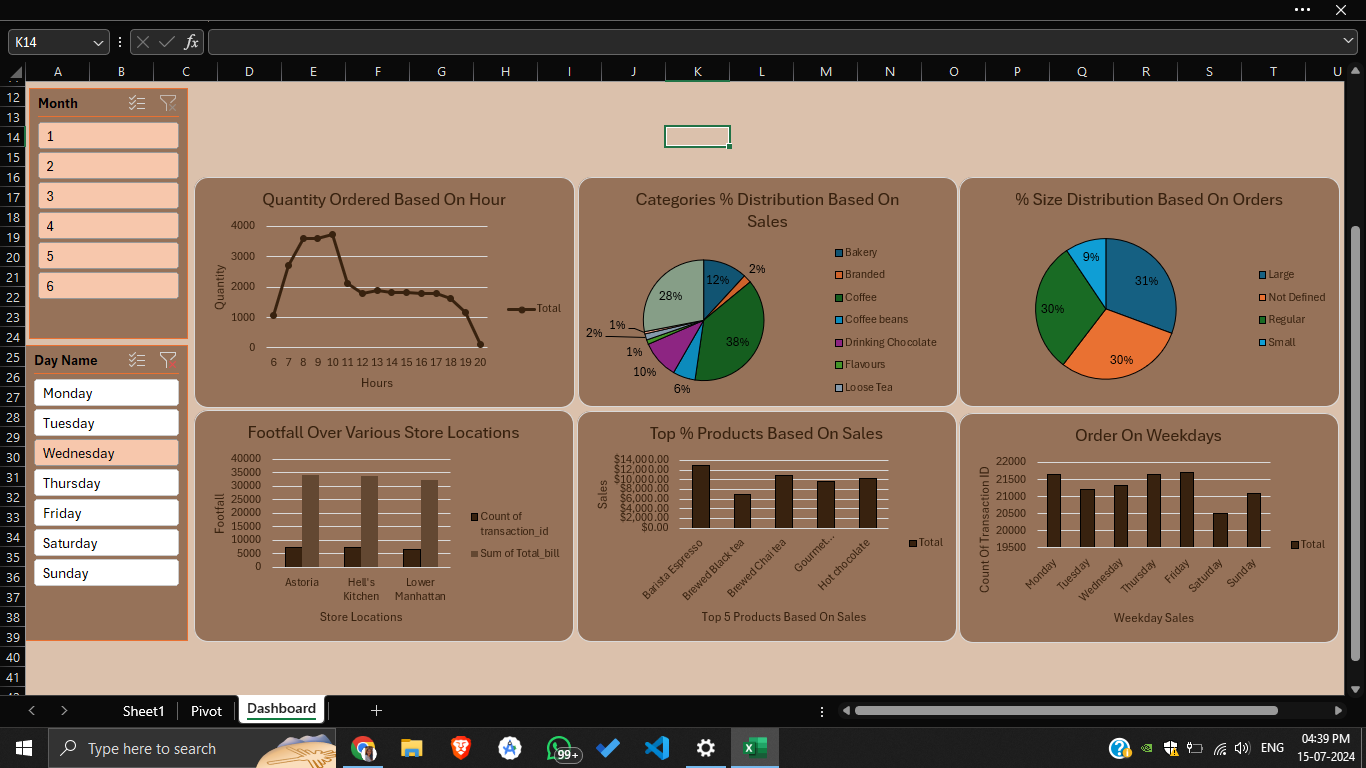 K14
fx
A B C D E F G H I J K L M N O P Q R S T U
12
13
14
15
16
17
18
19
20
21
22
23
24
25
26
27
28
29
30
31
32
33
34
35
36
37
38
39
40
41
Month
1
2
3
4
5
6
Day Name
Monday
Tuesday
Wednesday
Thursday
Friday
Saturday
Sunday
Quantity Ordered Based On Hour
Quantity
4000
3000
2000
1000
0
6 7 8 9 10 11 12 13 14 15 16 17 18 19 20
Hours
Total
Categories % Distribution Based On
Sales
12%
2%
38%
6%
10%
1%
2%
1%
28%
Bakery
Branded
Coffee
Coffee beans
Drinking Chocolate
Flavours
Loose Tea
% Size Distribution Based On Orders
31%
30%
30%
9%
Large
Not Defined
Regular
Small
Footfall Over Various Store Locations
Footfall
40000
35000
30000
25000
20000
15000
10000
5000
0
Astoria
Hell's
Kitchen
Lower
Manhattan
Store Locations
Count of
transaction_id
Sum of Total_bill
Top % Products Based On Sales
Sales
$14,000.00
$12,000.00
$10,000.00
$8,000.00
$6,000.00
$4,000.00
$2,000.00
$0.00
Barista Espresso
Brewed Black tea
Brewed Chai tea
Gourmet...
Hot chocolate
Top 5 Products Based On Sales
Total
Order On Weekdays
Count Of Transaction ID
22000
21500
21000
20500
20000
19500
Monday
Tuesday
Wednesday
Thursday
Friday
Saturday
Sunday
Weekday Sales
Total
Sheet1 Pivot Dashboard
Type here to search
99+
ENG
04:39 PM
15-07-2024